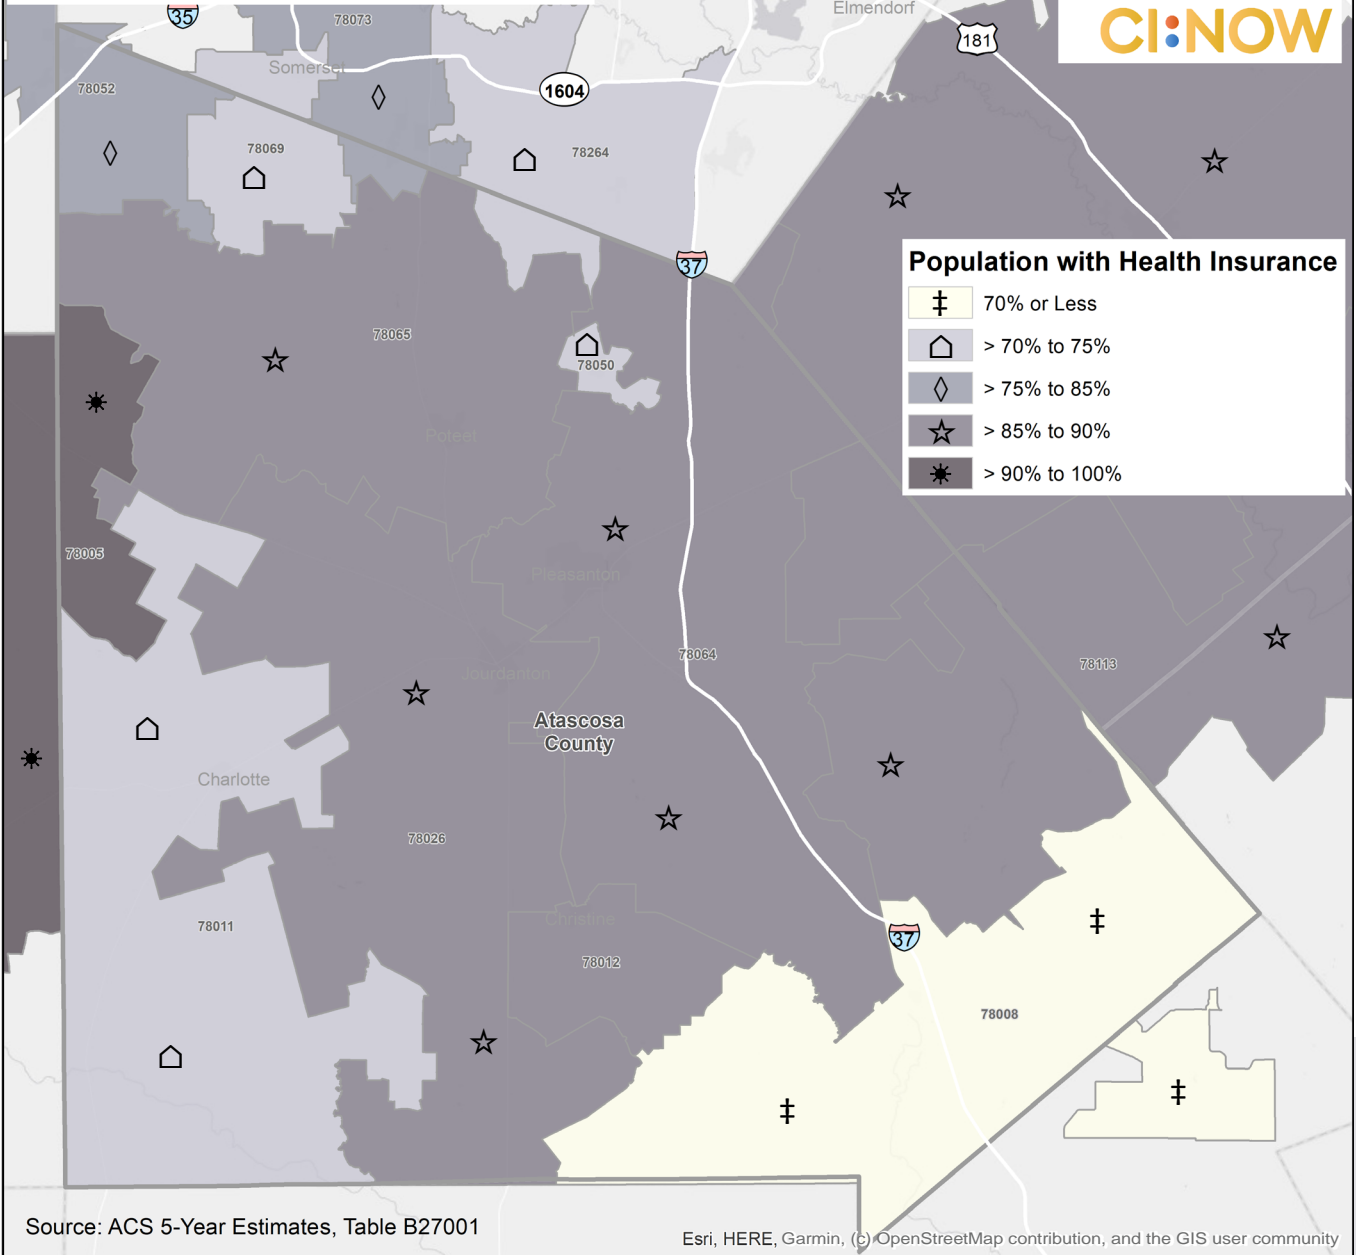 35
78073
Elmendorf
181
CI:NOW
Somerset
78052
1604
78069
78264
37
Population with Health Insurance
70% or Less
> 70% to 75%
> 75% to 85%
> 85% to 90%
> 90% to 100%
78065
78050
Poteet
78005
Pleasanton
78064
78113
Jourdanton
Atascosa
County
Charlotte
78026
78011
Christine
37
78012
78008
Source: ACS 5-Year Estimates, Table B27001
Esri, HERE, Garmin, (c) OpenStreetMap contribution, and the GIS user community